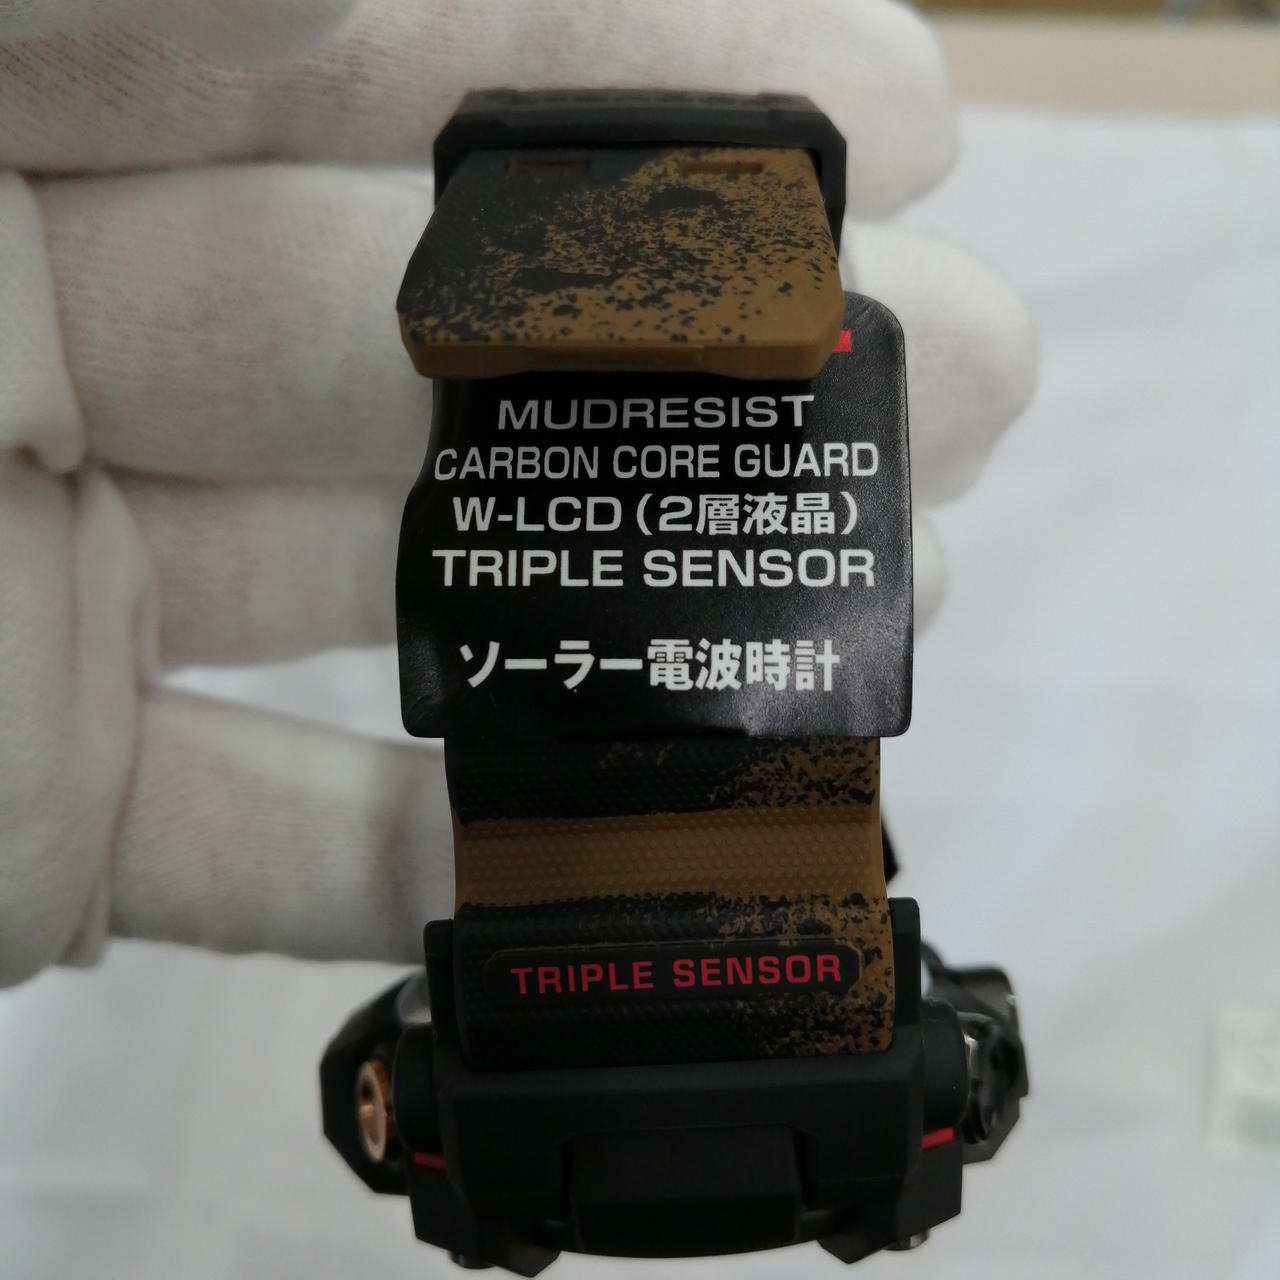 MUDRESIST
CARBON CORE GUARD
W-LCD (2層液晶)
TRIPLE SENSOR
ソーラー電波時計
TRIPLE SENSOR